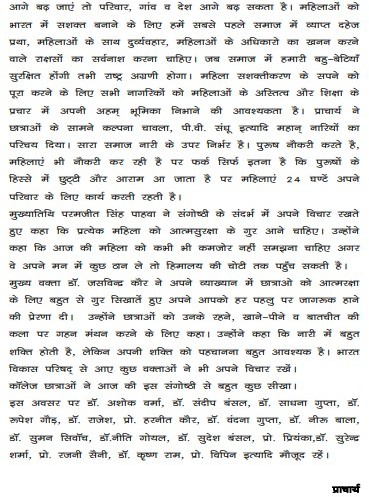 आगे बढ़ जाएं तो परिवार, गांव व देश आगे बढ़ सकता है। महिलाओं को
भारत में सशक्त बनाने के लिए हमें सबसे पहले समाज में व्याप्त दहेज
प्रथा, महिलाओं के साथ दुर्व्यवहार, महिलाओं के अधिकारो का खनन करने
वाले राक्षसों का सर्वनाश करना चाहिए। जब समाज में हमारी बहु–बेटियाँ
सुरक्षित होंगी तभी राष्ट्र अग्रणी होगा। महिला सशक्तीकरण के सपने को
पूरा करने के लिए सभी नागरिकों को महिलाओं के अस्तित्व और शिक्षा के
प्रचार में अपनी अहम् भूमिका निभाने की आवश्यकता है। प्राचार्य ने
छात्राओं के सामने कल्पना चावला, पी.वी. संधू इत्यादि महान् नारियों का
परिचय दिया। सारा समाज नारी के उपर निर्भर है। पुरूष नौकरी करते है,
महिलाएं भी नौकरी कर रही है पर फर्क सिर्फ इतना है कि पुरूषों के
हिस्से में छुट्टी और आराम आ जाता है पर महिलाएं 24 घण्टें अपने
परिवार के लिए कार्य करती रहती है।
मुख्यातिथि परमजीत सिंह पाहवा ने संगोष्ठी के संदर्भ में अपने विचार रखते
हुए कहा कि प्रत्येक महिला को आत्मसुरक्षा के गुर आने चाहिए। उन्होंने
कहा कि आज की महिला को कभी भी कमजोर नहीं समझना चाहिए अगर
वे अपने मन में कुछ ठान ले तो हिमालय की चोटी तक पहुँच सकती है।
मुख्य वक्ता डॉ. जसविन्द्र कौर ने अपने व्याख्यान में छात्राओ को आत्मरक्षा
के लिए बहुत से गुर सिखातें हुए अपने आपको हर पहलु पर जागरूक हाने
की प्रेरणा दी। उन्होंने छात्राओं को उनके रहने, खाने–पीने व बातचीत की
कला पर गहन मंथन करने के लिए कहा। उन्होंने कहा कि नारी में बहुत
शक्ति होती है, लेकिन अपनी शक्ति को पहचानना बहुत आवश्यक है। भारत
विकास परिषद् से आए कुछ वक्ताओं ने भी अपने विचार रखें।
कॉलेज छात्राओं ने आज की इस संगोष्ठी से बहुत कुछ सीखा।
इस अवसर पर डॉ. अशोक वर्मा, डॉ. संदीप बंसल, डॉ. साधना गुप्ता, डॉ.
रूपेश गौड़, डॉ. राजेश, प्रो. हरनीत कौर, डॉ. वंदना गुप्ता, डॉ. नीरू बाला,
डॉ. सुमन सिवॉच, डॉ.नीति गोयल, डॉ. सुदेश बंसल, प्रो. प्रियंका,डॉ. सुरेन्द्र
शर्मा, प्रो. रजनी सैनी, डॉ. कृष्ण राम, प्रो. विपिन इत्यादि मौजूद रहें।
प्राचार्य